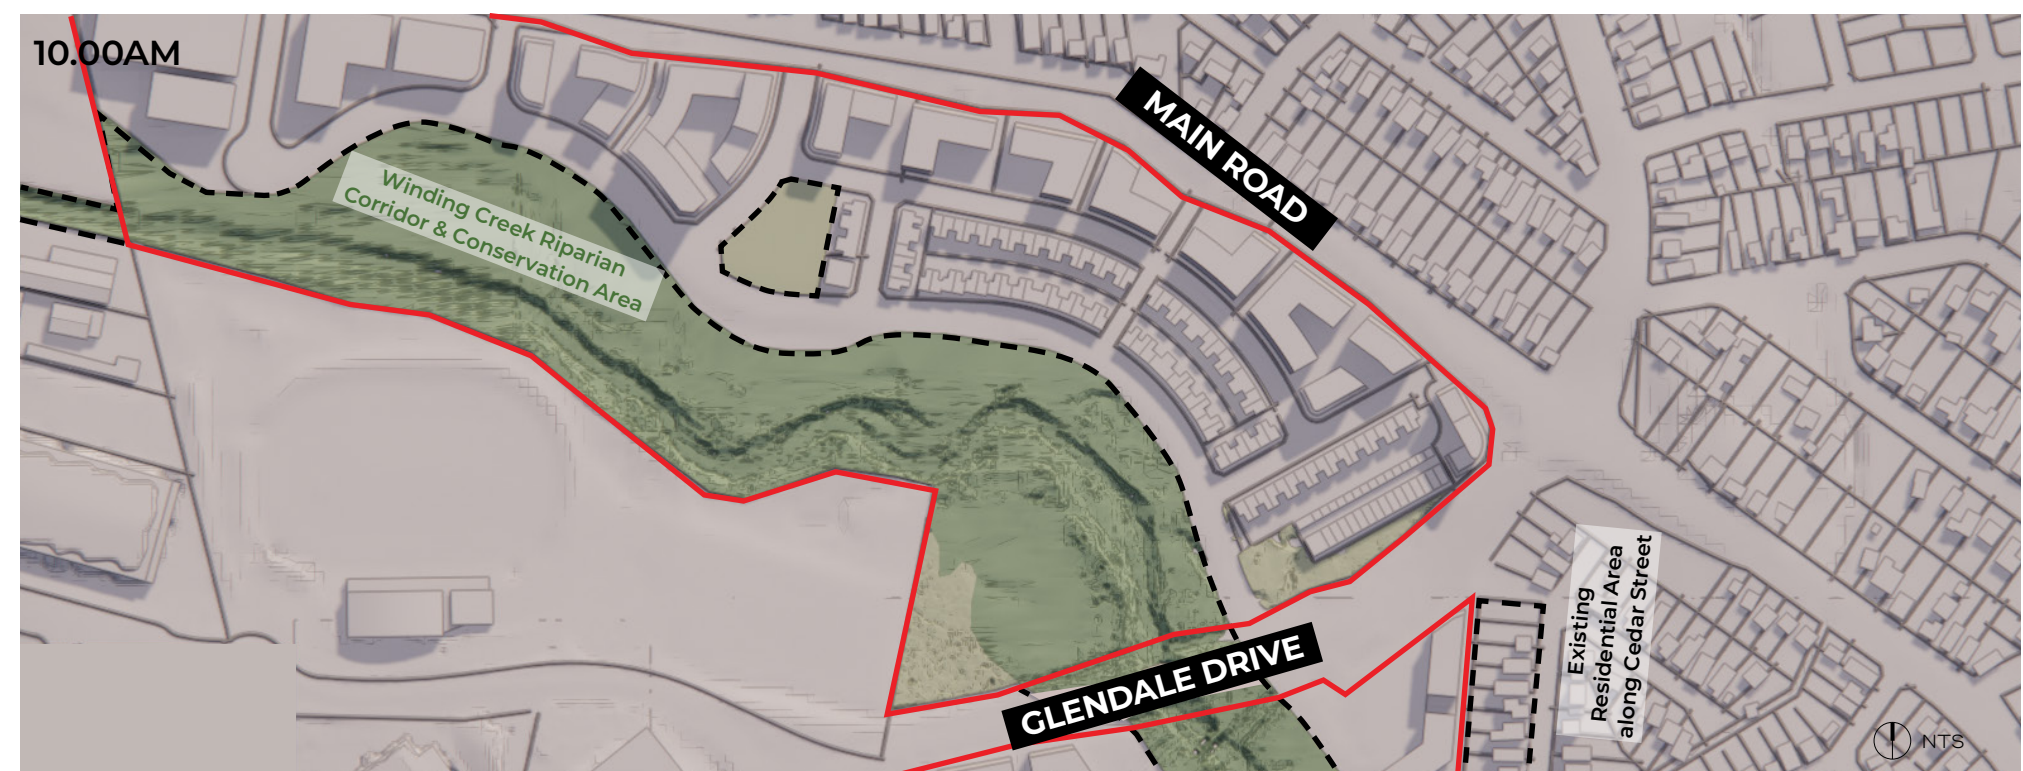 10.00AM
MAIN ROAD
Winding Creek Riparian
Corridor & Conservation Area
Existing
Residential Area
along Cedar Street
GLENDALE DRIVE
NTS